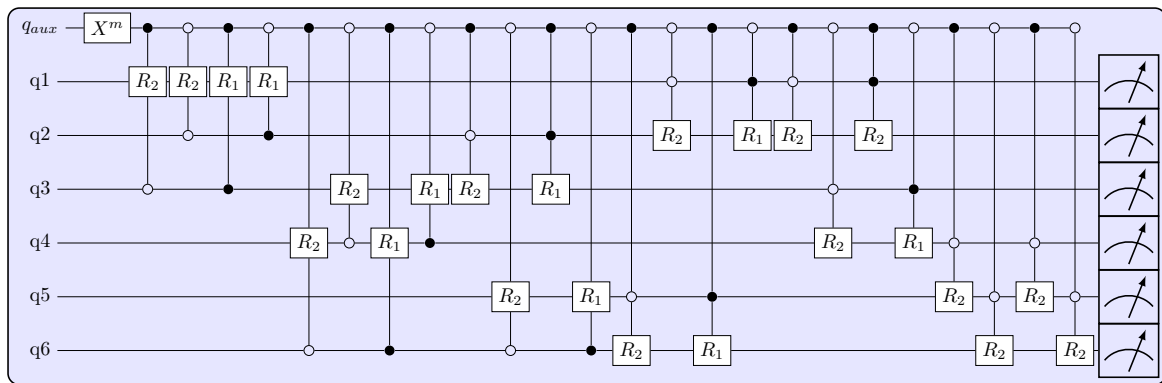 q_aux X^m
q1 R_2 R_2 R_1 R_1
q2 R_2 R_1 R_2 R_2
q3 R_2 R_1 R_2 R_1
q4 R_2 R_1 R_2 R_1
q5 R_2 R_1 R_2 R_2
q6 R_2 R_1 R_2 R_2